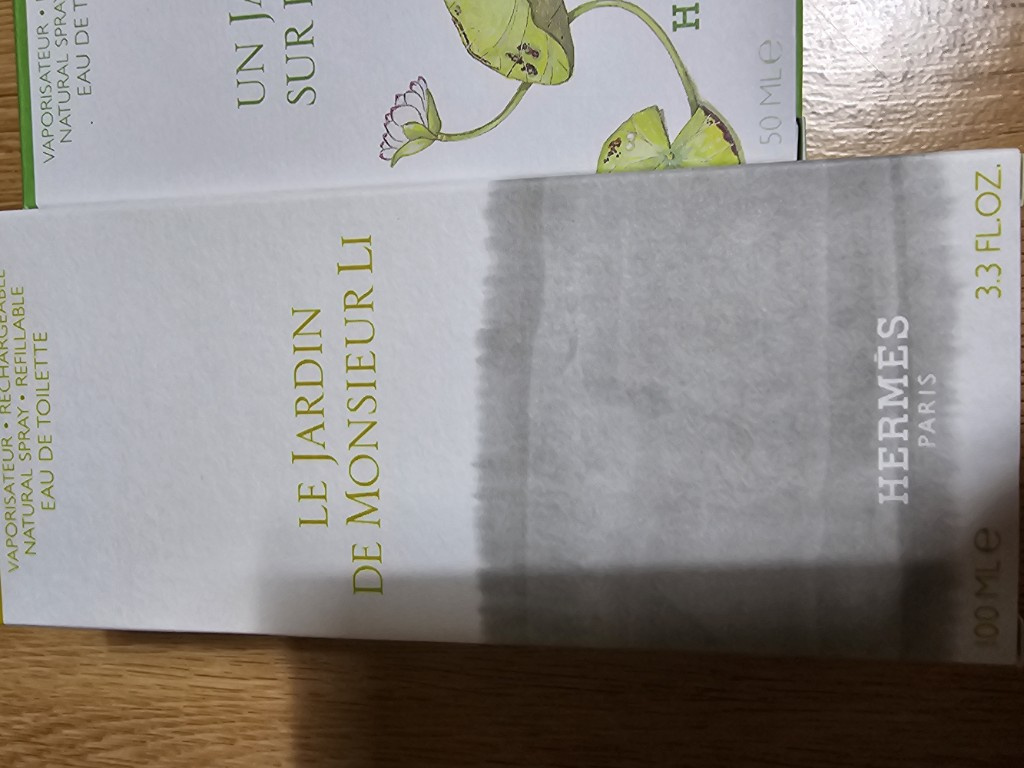 VAPORISATEUR •
NATURAL SPRAY
EAU DE T
UN JA
SUR
H
50 ML e
VAPORISATEUR • RECHARGEABLE
NATURAL SPRAY • REFILLABLE
EAU DE TOILETTE
LE JARDIN
DE MONSIEUR LI
HERMÈS
PARIS
100 ML e 3.3 FL.OZ.